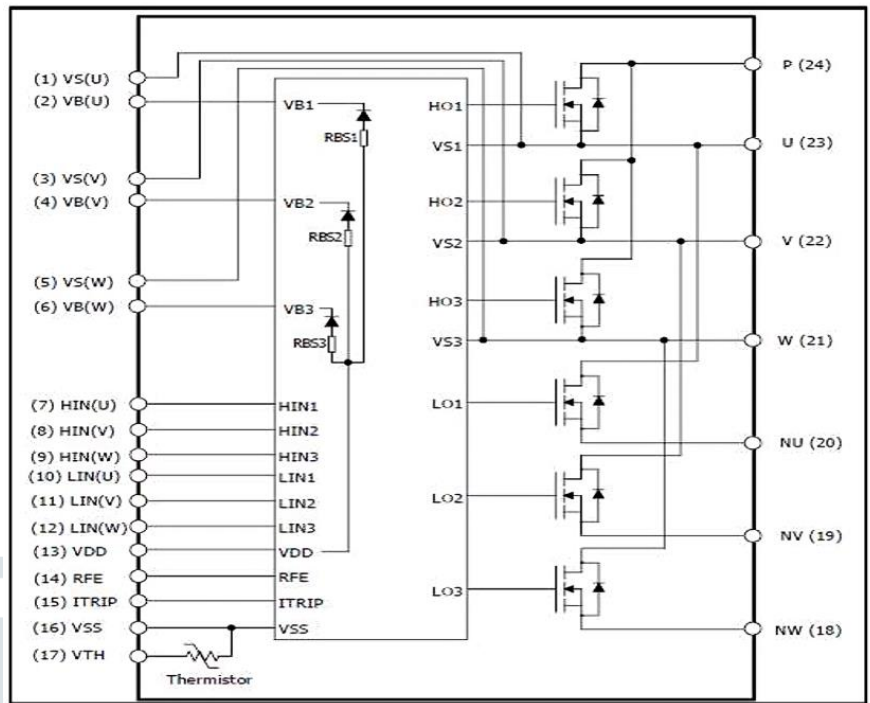 (1) VS(U)
(2) VB(U)
(3) VS(V)
(4) VB(V)
(5) VS(W)
(6) VB(W)
(7) HIN(U)
(8) HIN(V)
(9) HIN(W)
(10) LIN(U)
(11) LIN(V)
(12) LIN(W)
(13) VDD
(14) RFE
(15) ITRIP
(16) VSS
(17) VTH
Thermistor
VB1
RBS1
VB2
RBS2
VB3
RBS3
HIN1
HIN2
HIN3
LIN1
LIN2
LIN3
VDD
RFE
ITRIP
VSS
HO1
VS1
HO2
VS2
HO3
VS3
LO1
LO2
LO3
P (24)
U (23)
V (22)
W (21)
NU (20)
NV (19)
NW (18)